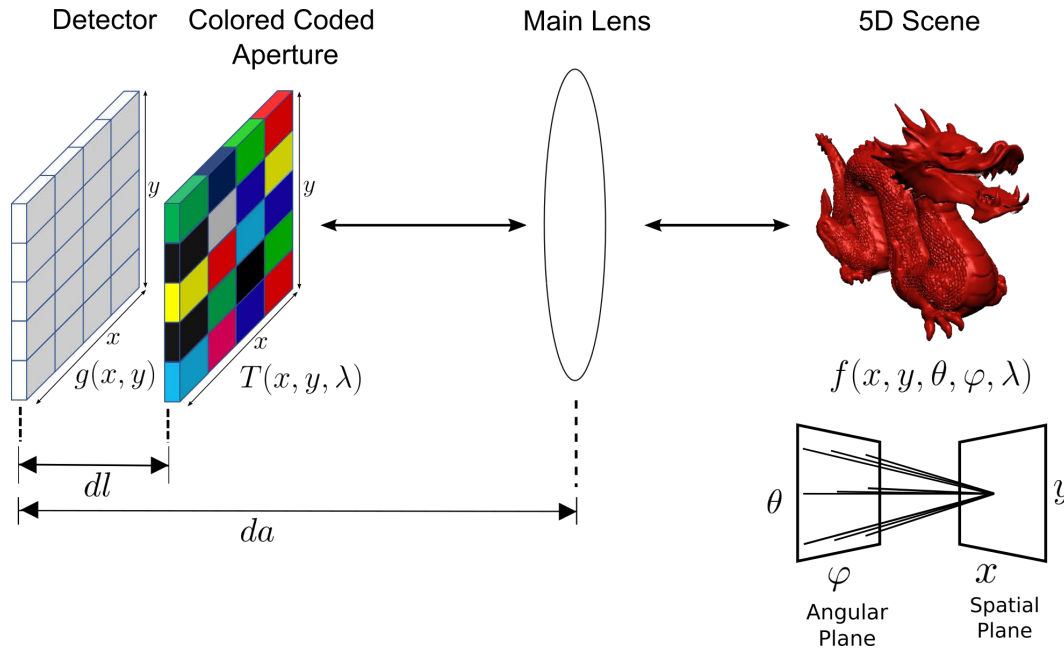 Detector
Colored Coded
Aperture
Main Lens
5D Scene
y
x
g(x, y)
y
x
T(x, y, λ)
f(x, y, θ, φ, λ)
dl
da
θ
φ
Angular
Plane
y
x
Spatial
Plane